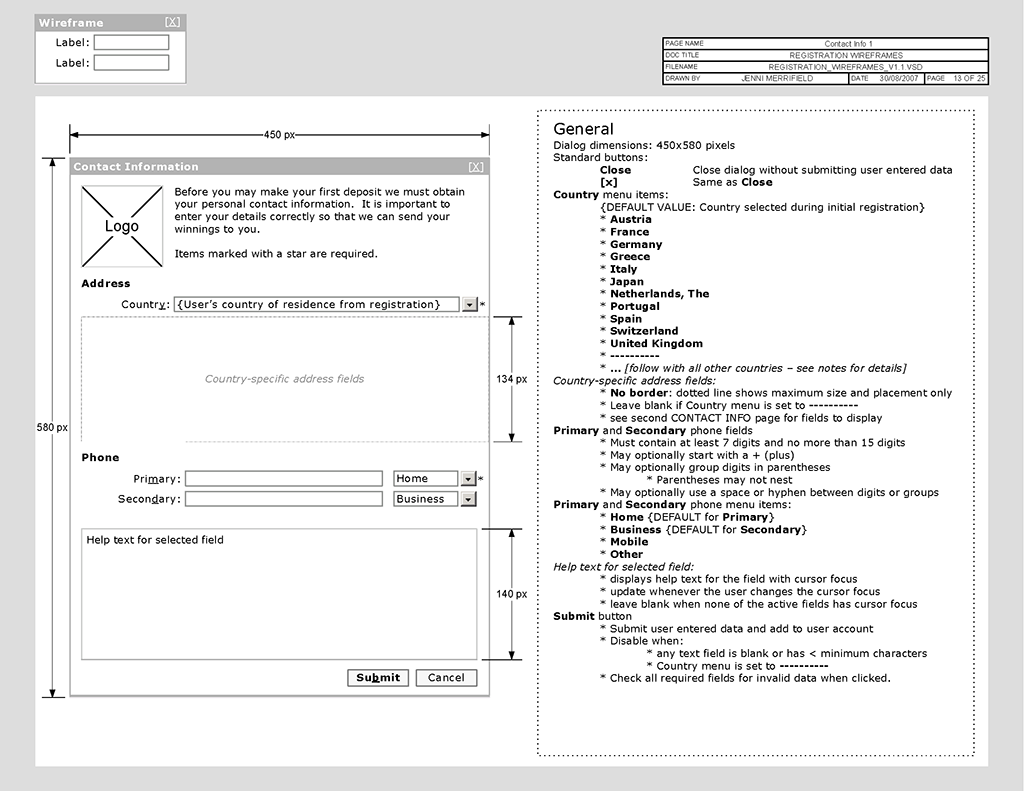 Wireframe [X]
Label:
Label:
PAGE NAME Contact Info 1
DOC TITLE REGISTRATION WIREFRAMES
FILENAME REGISTRATION_WIREFRAMES_V1.1.VSD
DRAWN BY JENNI MERRIFIELD DATE 30/08/2007 PAGE 13 OF 25
450 px
580 px
Contact Information [X]
Logo
Before you may make your first deposit we must obtain
your personal contact information. It is important to
enter your details correctly so that we can send your
winnings to you.
Items marked with a star are required.
Address
Country: {User's country of residence from registration} *
Country-specific address fields
134 px
Phone
Primary: Home *
Secondary: Business
Help text for selected field
140 px
Submit Cancel
General
Dialog dimensions: 450x580 pixels
Standard buttons:
Close Close dialog without submitting user entered data
[x] Same as Close
Country menu items:
{DEFAULT VALUE: Country selected during initial registration}
* Austria
* France
* Germany
* Greece
* Italy
* Japan
* Netherlands, The
* Portugal
* Spain
* Switzerland
* United Kingdom
* ----------
* ... [follow with all other countries – see notes for details]
Country-specific address fields:
* No border: dotted line shows maximum size and placement only
* Leave blank if Country menu is set to ----------
* see second CONTACT INFO page for fields to display
Primary and Secondary phone fields
* Must contain at least 7 digits and no more than 15 digits
* May optionally start with a + (plus)
* May optionally group digits in parentheses
* Parentheses may not nest
* May optionally use a space or hyphen between digits or groups
Primary and Secondary phone menu items:
* Home {DEFAULT for Primary}
* Business {DEFAULT for Secondary}
* Mobile
* Other
Help text for selected field:
* displays help text for the field with cursor focus
* update whenever the user changes the cursor focus
* leave blank when none of the active fields has cursor focus
Submit button
* Submit user entered data and add to user account
* Disable when:
* any text field is blank or has < minimum characters
* Country menu is set to ----------
* Check all required fields for invalid data when clicked.